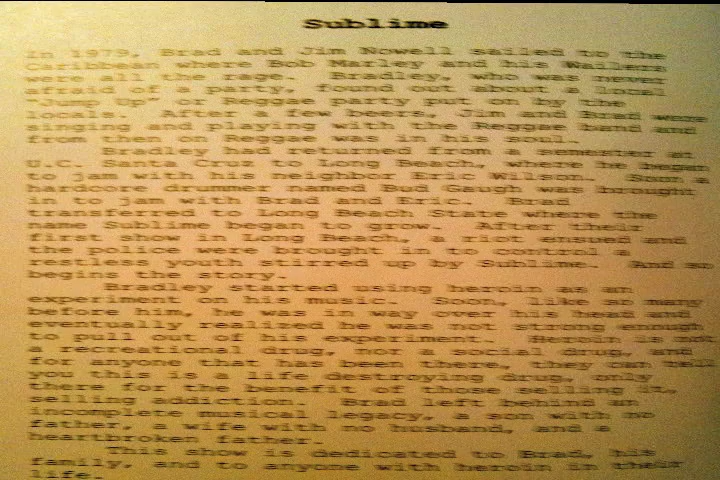 Sublime
In 1979, Brad and Jim Nowell sailed to the
Caribbean where Bob Marley and his Wailers
were all the rage. Bradley, who was never
afraid of a party, found out about a local
"Jump Up" or Reggae party put on by the
locals. After a few beers, Jim and Brad were
singing and playing with the Reggae band and
from then on Reggae was in his soul.
Bradley had returned from a semester at
U.C. Santa Cruz to Long Beach, where he began
to jam with his neighbor Eric Wilson. Soon a
hardcore drummer named Bud Gaugh was brought
in to jam with Brad and Eric. Brad
transferred to Long Beach State where the
name Sublime began to grow. After their
first show in Long Beach, a riot ensued and
the police were brought in to control a
restless youth stirred up by Sublime. And so
begins the story.
Bradley started using heroin as an
experiment on his music. Soon, like so many
before him, he was in way over his head and
eventually realized he was not strong enough
to pull out of his experiment. Heroin is not
a recreational drug, nor a social drug, and
for anyone that has been there, they can tell
you this is a life destroying drug, only
there for the benefit of those selling it,
selling addiction. Brad left behind an
incomplete musical legacy, a son with no
father, a wife with no husband, and a
heartbroken father.
This show is dedicated to Brad, his
family, and to anyone with heroin in their
life.